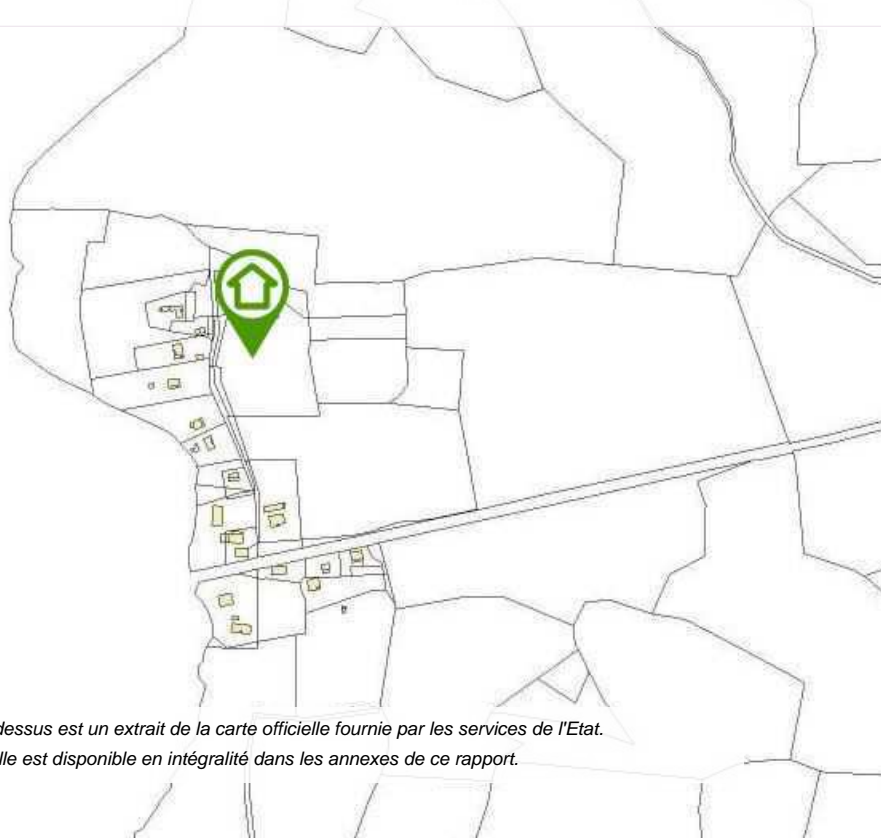 dessus est un extrait de la carte officielle fournie par les services de l'Etat.
lle est disponible en intégralité dans les annexes de ce rapport.